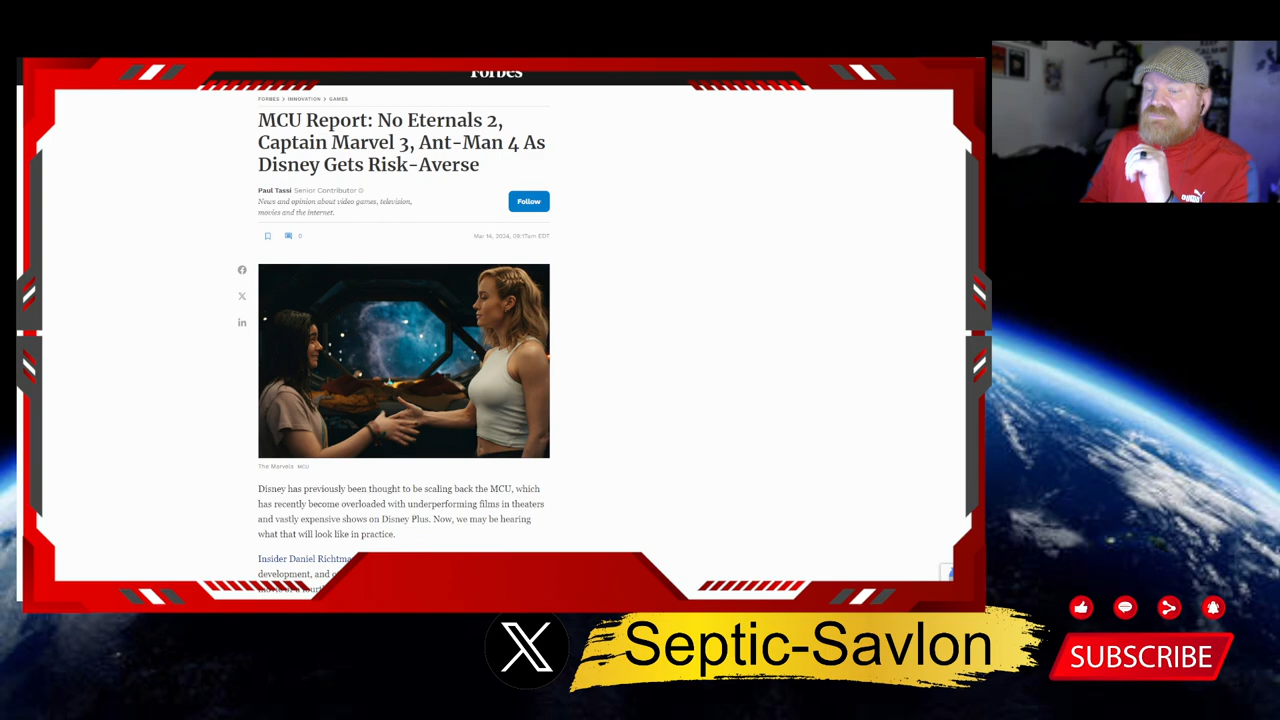 Forbes
FORBES > INNOVATION > GAMES
MCU Report: No Eternals 2,
Captain Marvel 3, Ant-Man 4 As
Disney Gets Risk-Averse
Paul Tassi Senior Contributor
News and opinion about video games, television,
movies and the internet.
Follow
0
Mar 14, 2024, 09:17am EDT
The Marvels MCU
Disney has previously been thought to be scaling back the MCU, which
has recently become overloaded with underperforming films in theaters
and vastly expensive shows on Disney Plus. Now, we may be hearing
what that will look like in practice.
Insider Daniel Richtma
development, and
X
Septic-Savlon
SUBSCRIBE